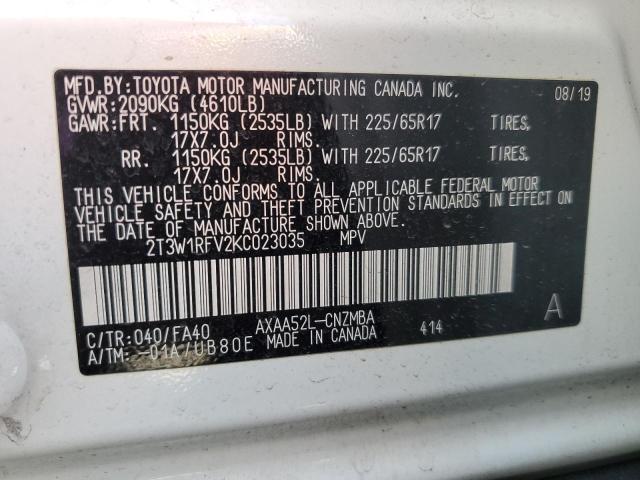 MFD.BY:TOYOTA MOTOR MANUFACTURING CANADA INC. 08/19
GVWR:2090KG (4610LB)
GAWR:FRT. 1150KG (2535LB) WITH 225/65R17 TIRES,
17X7.0J RIMS.
RR. 1150KG (2535LB) WITH 225/65R17 TIRES,
17X7.0J RIMS.
THIS VEHICLE CONFORMS TO ALL APPLICABLE FEDERAL MOTOR
VEHICLE SAFETY AND THEFT PREVENTION STANDARDS IN EFFECT ON
THE DATE OF MANUFACTURE SHOWN ABOVE.
2T3W1RFV2KC023035 MPV
A
C/TR:040/FA40 AXAA52L-CNZMBA
A/TM:-01A/UB80E MADE IN CANADA 414